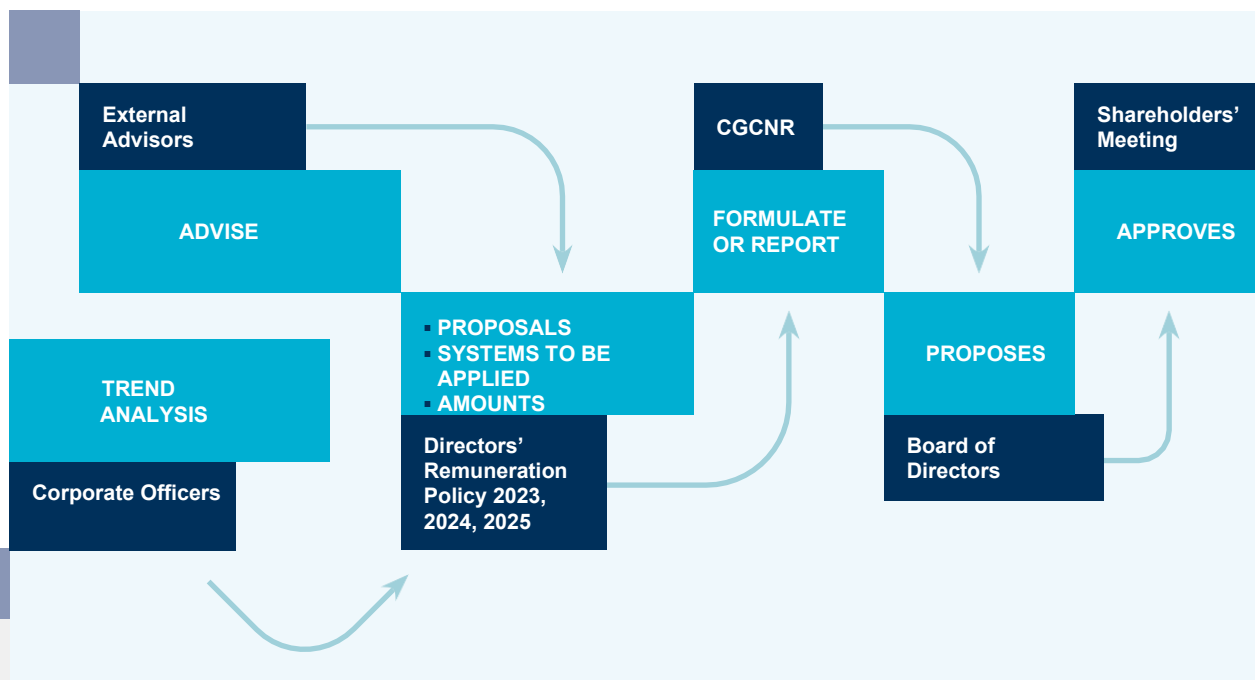 External
Advisors
ADVISE
TREND
ANALYSIS
Corporate Officers
▪ PROPOSALS
▪ SYSTEMS TO BE
APPLIED
▪ AMOUNTS
Directors’
Remuneration
Policy 2023,
2024, 2025
CGCNR
FORMULATE
OR REPORT
PROPOSES
Board of
Directors
Shareholders’
Meeting
APPROVES